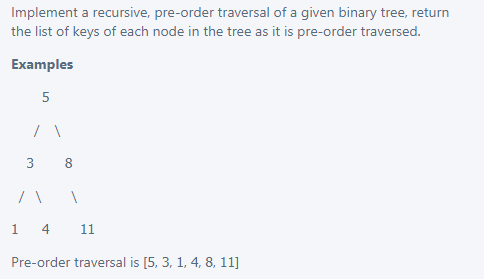 Implement a recursive, pre-order traversal of a given binary tree, return
the list of keys of each node in the tree as it is pre-order traversed.
Examples
5
/ \
3 8
/ \ \
1 4 11
Pre-order traversal is [5, 3, 1, 4, 8, 11]